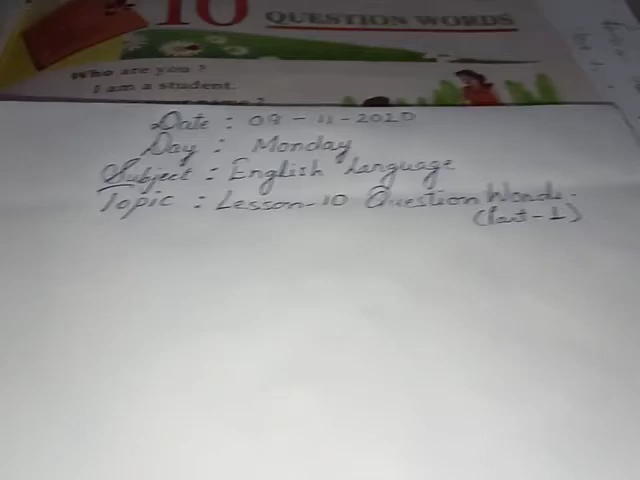 10 QUESTION WORDS
Who are you ?
I am a student.
Date : 09 - 11 - 2020
Day : Monday
Subject : English Language
Topic : Lesson-10 Question Words.
(Part - 1)